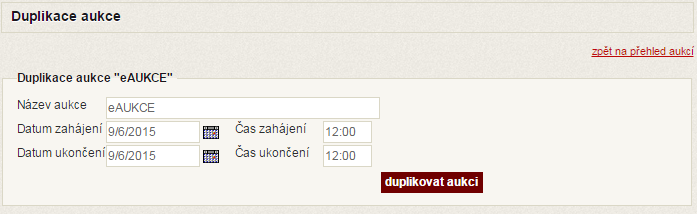 Duplikace aukce
zpět na přehled aukcí
Duplikace aukce "eAUKCE"
Název aukce eAUKCE
Datum zahájení 9/6/2015 Čas zahájení 12:00
Datum ukončení 9/6/2015 Čas ukončení 12:00
duplikovat aukci